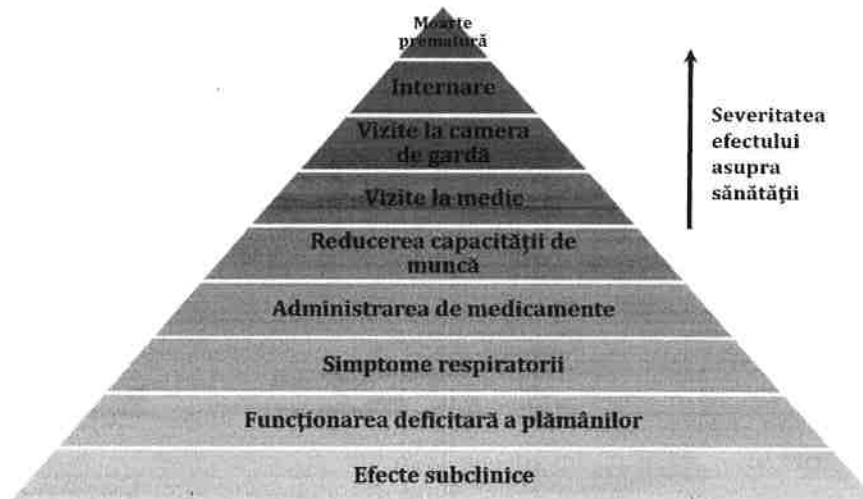 Moarte
prematură
Internare
Vizite la camera
de gardă
Vizite la medic
Reducerea capacității de
muncă
Administrarea de medicamente
Simptome respiratorii
Funcționarea deficitară a plămânilor
Efecte subclinice
Severitatea
efectului
asupra
sănătății